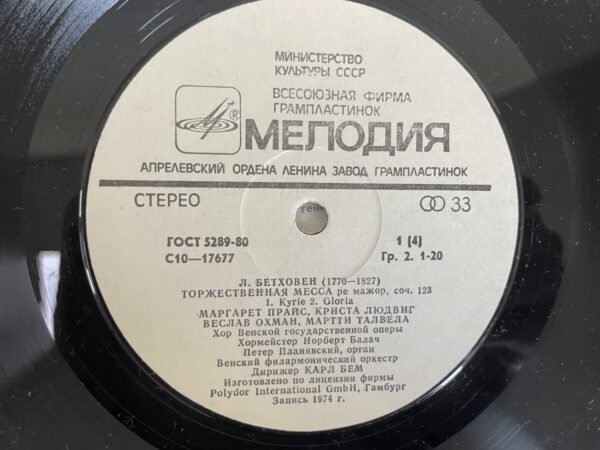 МИНИСТЕРСТВО
КУЛЬТУРЫ СССР
ВСЕСОЮЗНАЯ ФИРМА
ГРАМПЛАСТИНОК
® МЕЛОДИЯ
АПРЕЛЕВСКИЙ ОРДЕНА ЛЕНИНА ЗАВОД ГРАМПЛАСТИНОК
СТЕРЕО 33
ГОСТ 5289-80 1 (4)
С10—17677 Гр. 2. 1-20
Л. БЕТХОВЕН (1770—1827)
ТОРЖЕСТВЕННАЯ МЕССА ре мажор, соч. 123
1. Kyrie 2. Gloria
МАРГАРЕТ ПРАЙС, КРИСТА ЛЮДВИГ
ВЕСЛАВ ОХМАН, МАРТТИ ТАЛВЕЛА
Хор Венской государственной оперы
Хормейстер Норберт Балач
Петер Планявский, орган
Венский филармонический оркестр
Дирижер КАРЛ БЕМ
Изготовлено по лицензии фирмы
Polydor International GmbH, Гамбург
Запись 1974 г.